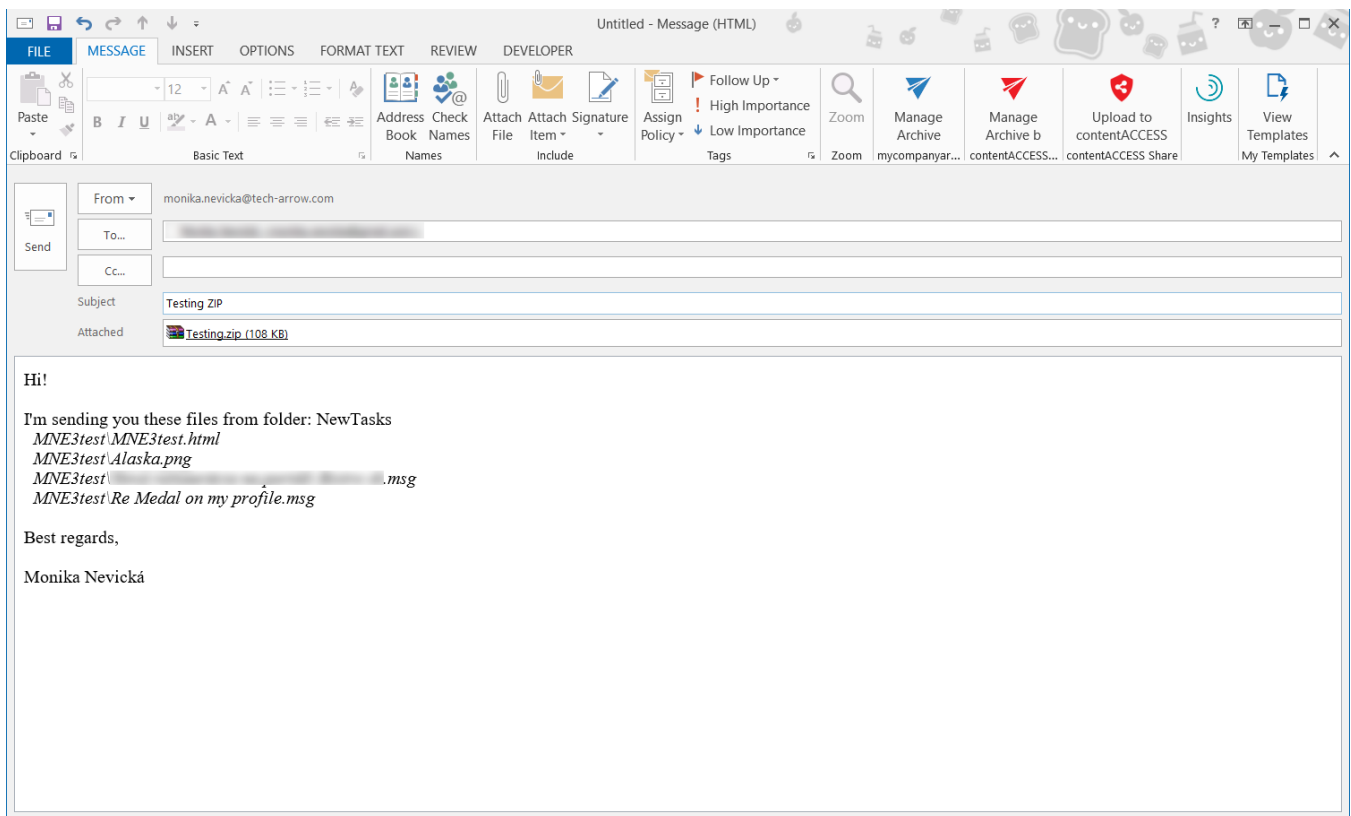 Untitled - Message (HTML)
?
FILE MESSAGE INSERT OPTIONS FORMAT TEXT REVIEW DEVELOPER
Paste
12
B I U aby A
Address Book
Check Names
Attach File
Attach Item
Signature
Assign Policy
Follow Up
High Importance
Low Importance
Zoom
Manage Archive
Manage Archive b
Upload to contentACCESS
Insights
View Templates
Clipboard Basic Text Names Include Tags Zoom mycompanyar... contentACCESS... contentACCESS Share My Templates
Send
From monika.nevicka@tech-arrow.com
To...
Cc...
Subject Testing ZIP
Attached Testing.zip (108 KB)
Hi!
I'm sending you these files from folder: NewTasks
MNE3test\MNE3test.html
MNE3test\Alaska.png
MNE3test\ .msg
MNE3test\Re Medal on my profile.msg
Best regards,
Monika Nevická